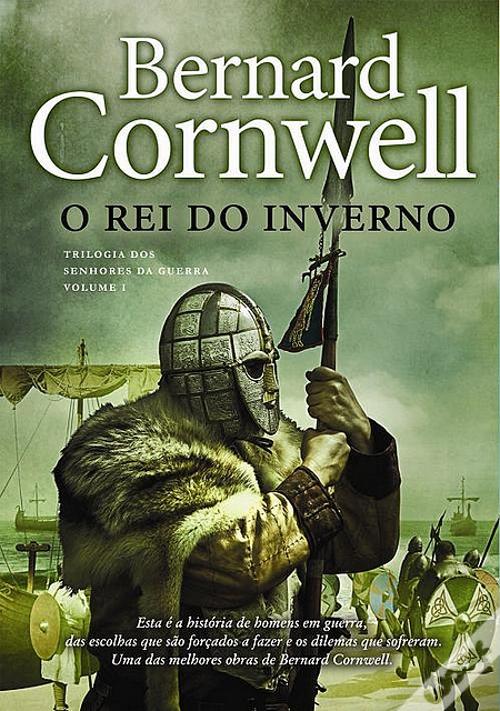 Bernard
Cornwell
O REI DO INVERNO
TRILOGIA DOS
SENHORES DA GUERRA
VOLUME I
Esta é a história de homens em guerra,
das escolhas que são forçados a fazer e os dilemas que sofreram.
Uma das melhores obras de Bernard Cornwell.